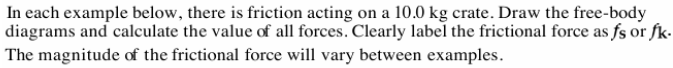 In each example below, there is friction acting on a 10.0 kg crate. Draw the free-body
diagrams and calculate the value of all forces. Clearly label the frictional force as fs or fk.
The magnitude of the frictional force will vary between examples.